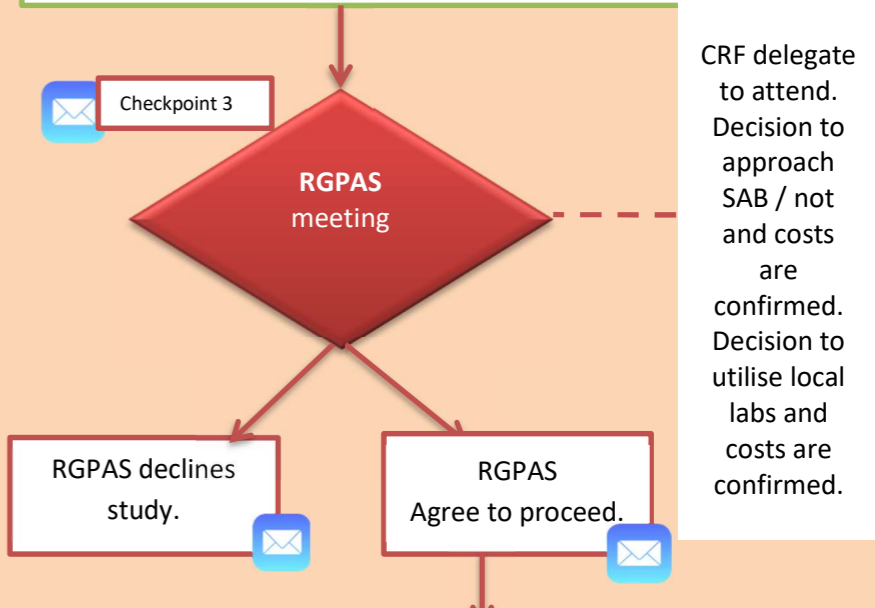 Checkpoint 3
RGPAS
meeting
CRF delegate
to attend.
Decision to
approach
SAB / not
and costs
are
confirmed.
Decision to
utilise local
labs and
costs are
confirmed.
RGPAS declines
study.
RGPAS
Agree to proceed.